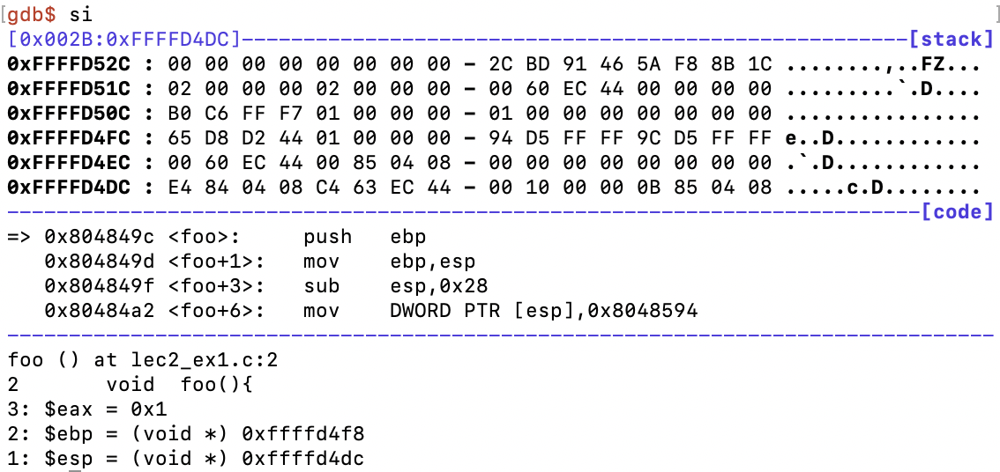 [gdb$ si ]
[0x002B:0xFFFFD4DC]------------------------------------------------------[stack]
0xFFFFD52C : 00 00 00 00 00 00 00 00 - 2C BD 91 46 5A F8 8B 1C ........,..FZ...
0xFFFFD51C : 02 00 00 00 02 00 00 00 - 00 60 EC 44 00 00 00 00 .........`.D....
0xFFFFD50C : B0 C6 FF F7 01 00 00 00 - 01 00 00 00 00 00 00 00 ................
0xFFFFD4FC : 65 D8 D2 44 01 00 00 00 - 94 D5 FF FF 9C D5 FF FF e..D............
0xFFFFD4EC : 00 60 EC 44 00 85 04 08 - 00 00 00 00 00 00 00 00 .`.D............
0xFFFFD4DC : E4 84 04 08 C4 63 EC 44 - 00 10 00 00 0B 85 04 08 .....c.D........
--------------------------------------------------------------------------[code]
=> 0x804849c <foo>:     push   ebp
   0x804849d <foo+1>:   mov    ebp,esp
   0x804849f <foo+3>:   sub    esp,0x28
   0x80484a2 <foo+6>:   mov    DWORD PTR [esp],0x8048594
--------------------------------------------------------------------------------
foo () at lec2_ex1.c:2
2       void  foo(){
3: $eax = 0x1
2: $ebp = (void *) 0xffffd4f8
1: $esp = (void *) 0xffffd4dc